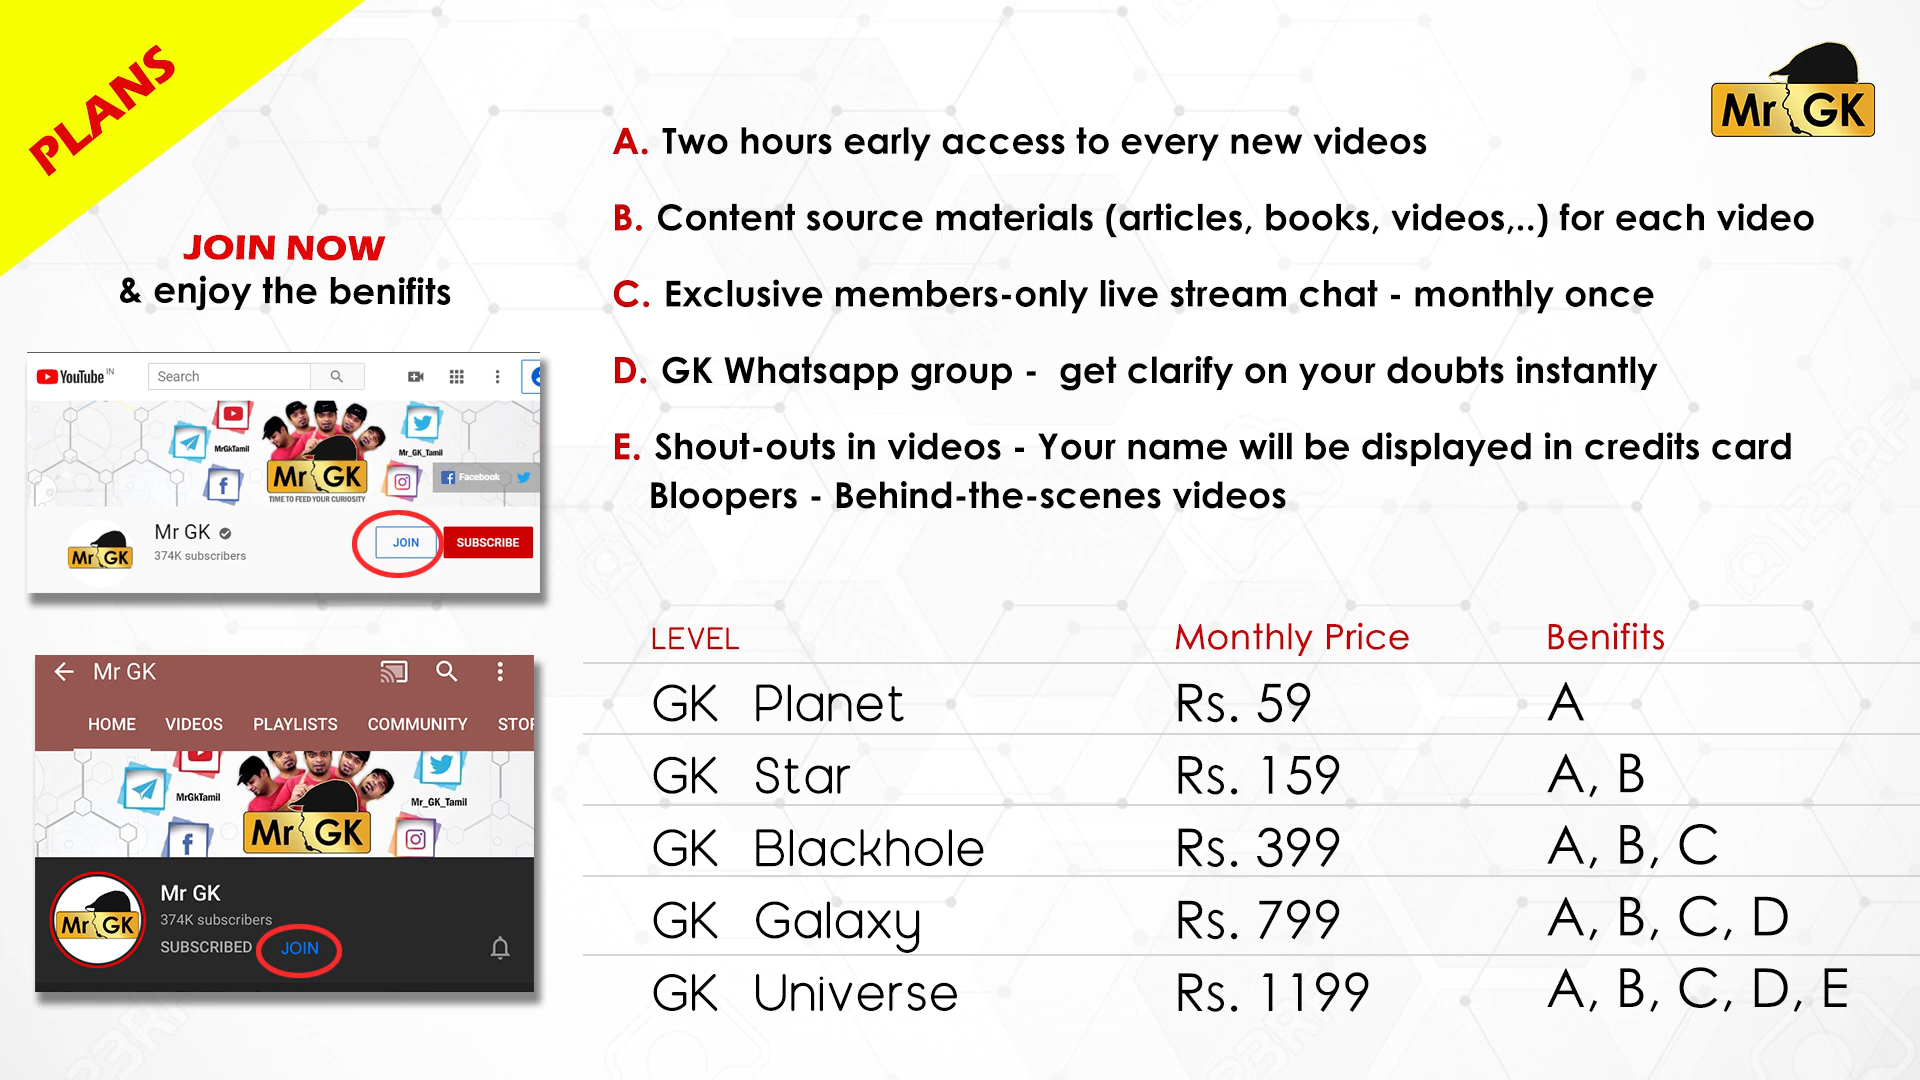 PLANS
Mr GK
JOIN NOW
& enjoy the benifits
A. Two hours early access to every new videos
B. Content source materials (articles, books, videos,..) for each video
C. Exclusive members-only live stream chat - monthly once
D. GK Whatsapp group - get clarify on your doubts instantly
E. Shout-outs in videos - Your name will be displayed in credits card
Bloopers - Behind-the-scenes videos
YouTube IN
Search
MrGkTamil
Mr_GK_Tamil
Mr GK
TIME TO FEED YOUR CURIOSITY
Facebook
Mr GK
Mr GK
374K subscribers
JOIN
SUBSCRIBE
Mr GK
HOME VIDEOS PLAYLISTS COMMUNITY STOR
MrGkTamil
Mr_GK_Tamil
Mr GK
Mr GK
Mr GK
374K subscribers
SUBSCRIBED JOIN
LEVEL Monthly Price Benifits
GK Planet Rs. 59 A
GK Star Rs. 159 A, B
GK Blackhole Rs. 399 A, B, C
GK Galaxy Rs. 799 A, B, C, D
GK Universe Rs. 1199 A, B, C, D, E